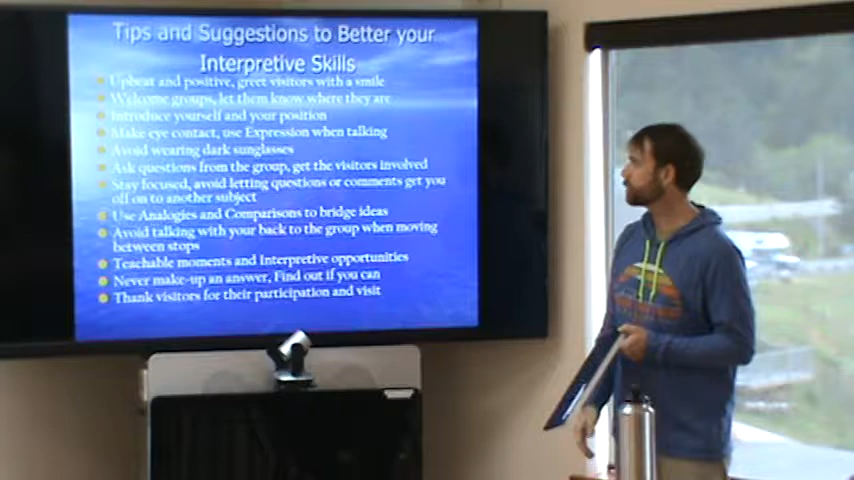 Tips and Suggestions to Better your
Interpretive Skills
Upbeat and positive, greet visitors with a smile
Welcome groups, let them know where they are
Introduce yourself and your position
Make eye contact, use Expression when talking
Avoid wearing dark sunglasses
Ask questions from the group, get the visitors involved
Stay focused, avoid letting questions or comments get you
off on to another subject
Use Analogies and Comparisons to bridge ideas
Avoid talking with your back to the group when moving
between stops
Teachable moments and Interpretive opportunities
Never make-up an answer, Find out if you can
Thank visitors for their participation and visit